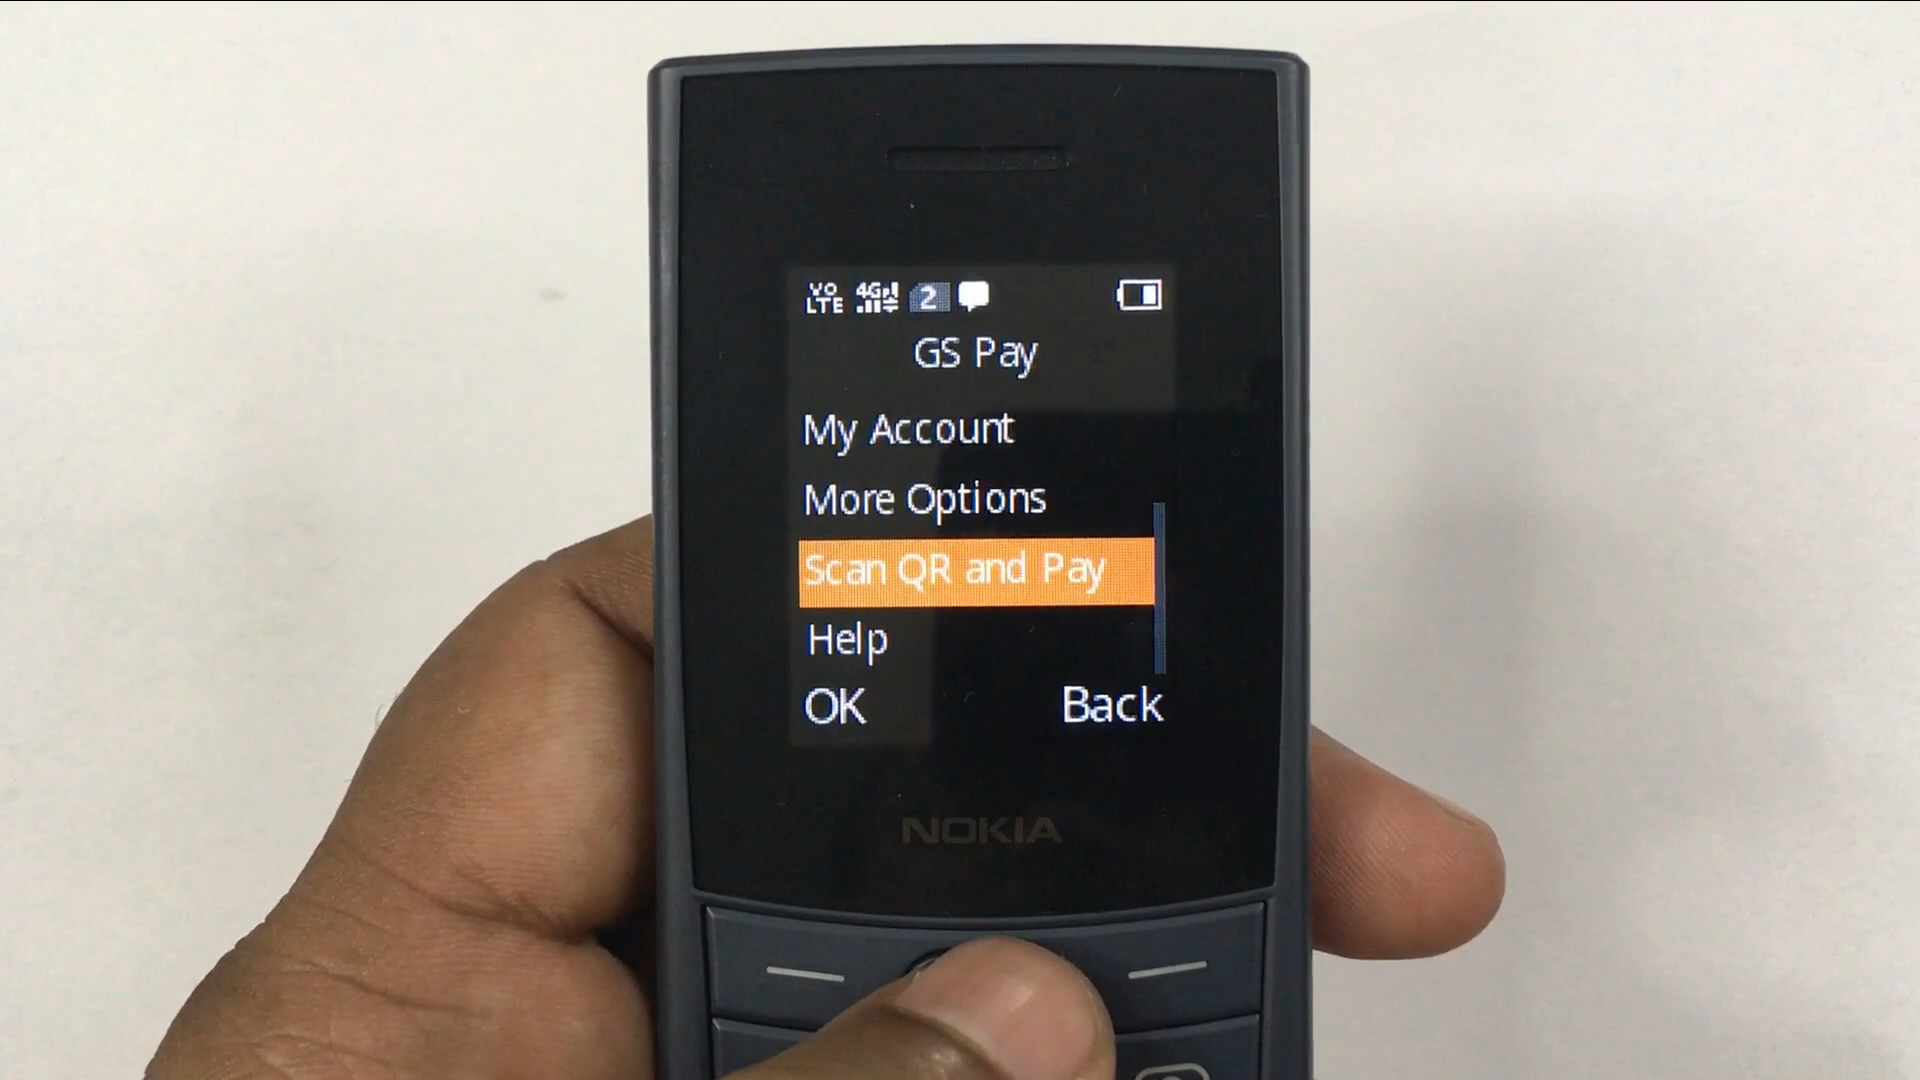 VO LTE 4G 2
GS Pay
My Account
More Options
Scan QR and Pay
Help
OK Back
NOKIA